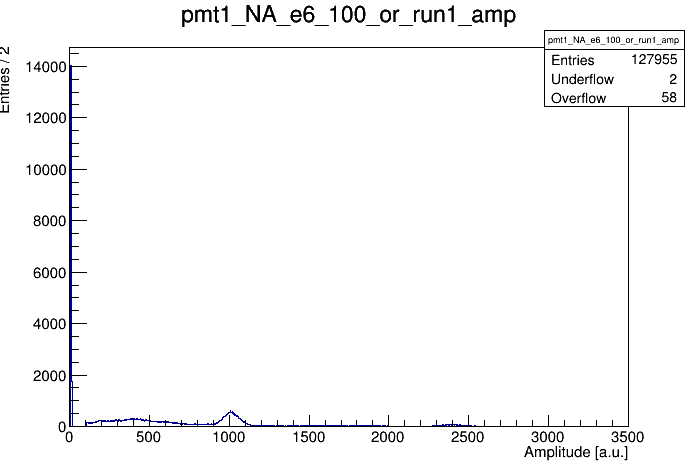 pmt1_NA_e6_100_or_run1_amp
pmt1_NA_e6_100_or_run1_amp
Entries 127955
Underflow 2
Overflow 58
Entries / 2
14000
12000
10000
8000
6000
4000
2000
0
0 500 1000 1500 2000 2500 3000 3500
Amplitude [a.u.]